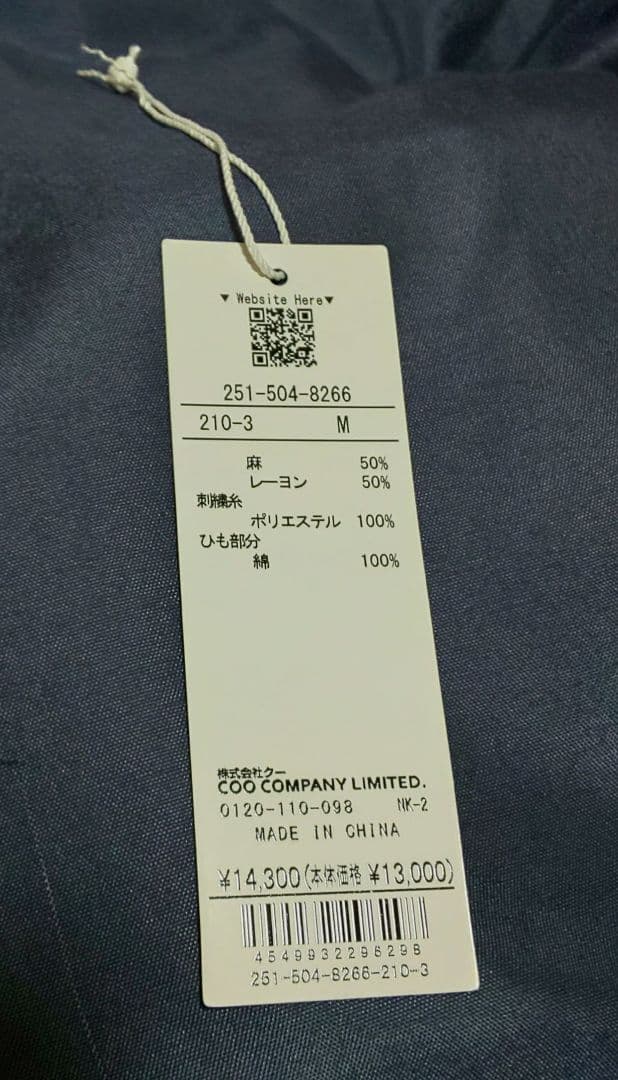 ▼ Website Here▼
251-504-8266
210-3 M
麻 50%
レーヨン 50%
刺繍糸
ポリエステル 100%
ひも部分
綿 100%
株式会社クー
COO COMPANY LIMITED.
0120-110-098 NK-2
MADE IN CHINA
¥14,300(本体価格 ¥13,000)
4549932296298
251-504-8266-210-3